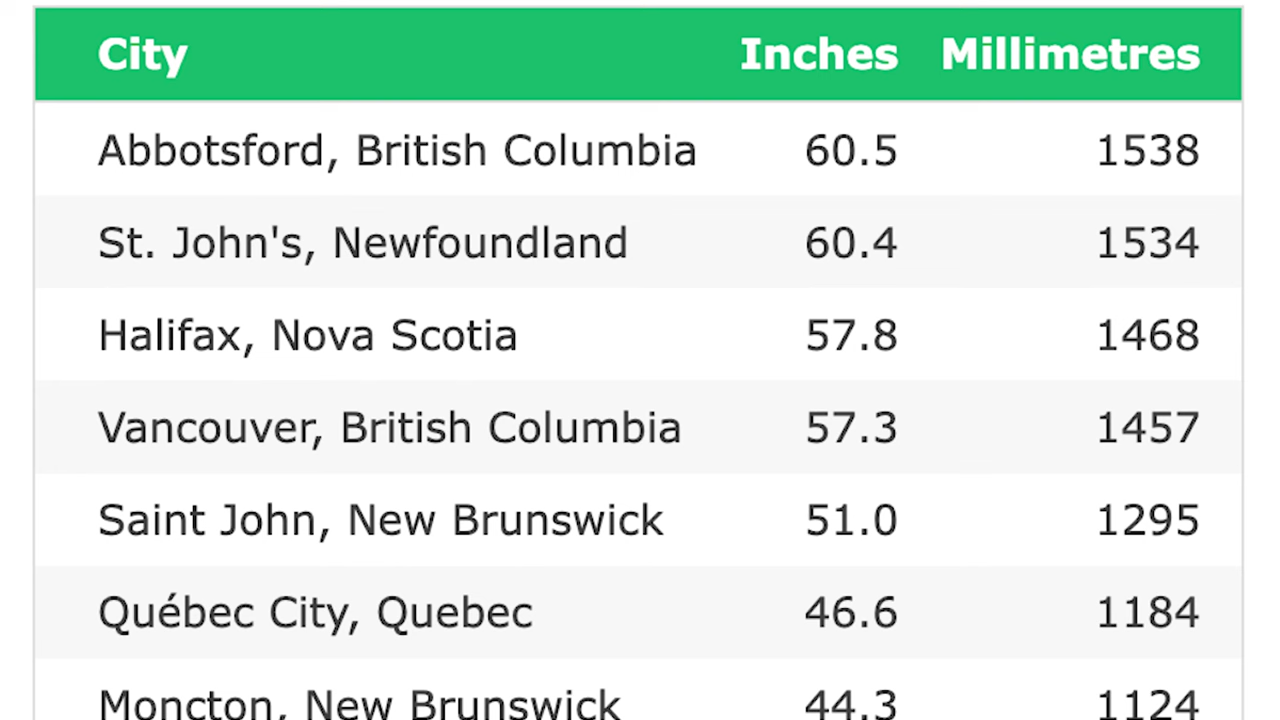 City Inches Millimetres
Abbotsford, British Columbia 60.5 1538
St. John's, Newfoundland 60.4 1534
Halifax, Nova Scotia 57.8 1468
Vancouver, British Columbia 57.3 1457
Saint John, New Brunswick 51.0 1295
Québec City, Quebec 46.6 1184
Moncton, New Brunswick 44.3 1124